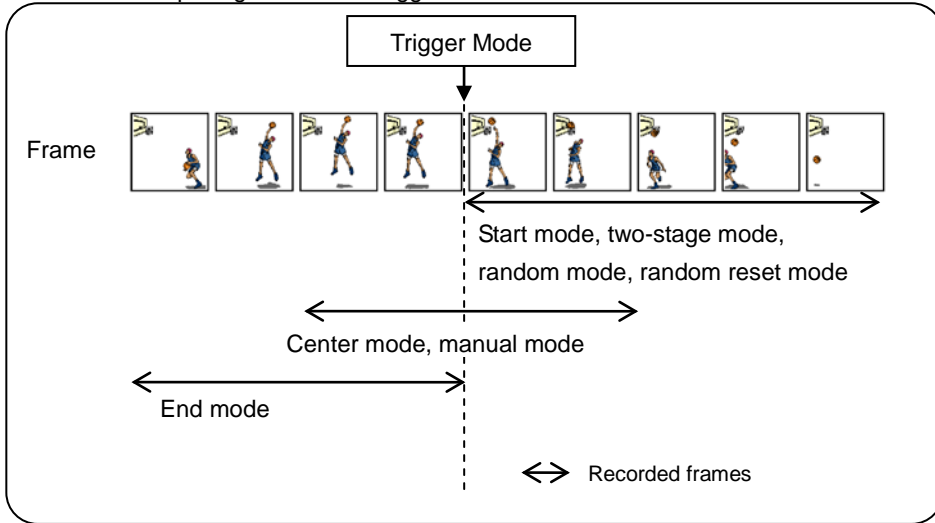 Trigger Mode
Frame
Start mode, two-stage mode,
random mode, random reset mode
Center mode, manual mode
End mode
Recorded frames